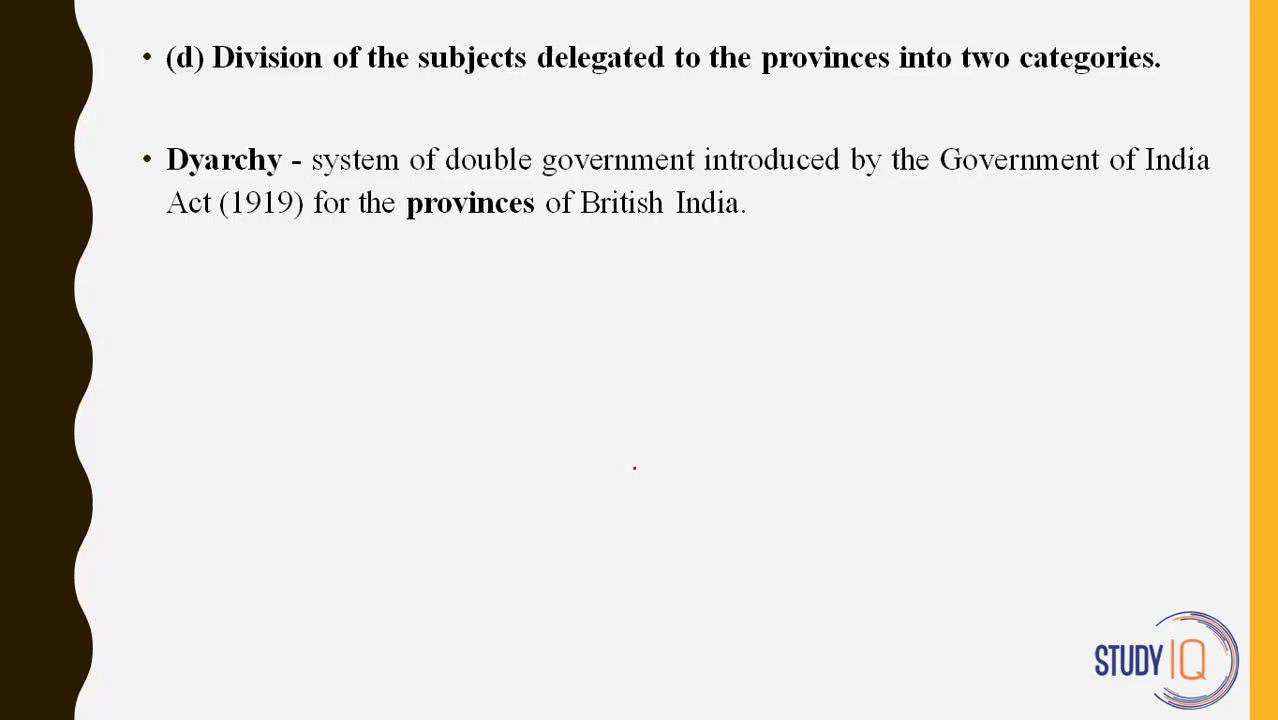 • (d) Division of the subjects delegated to the provinces into two categories.
• Dyarchy - system of double government introduced by the Government of India
Act (1919) for the provinces of British India.
STUDY IQ